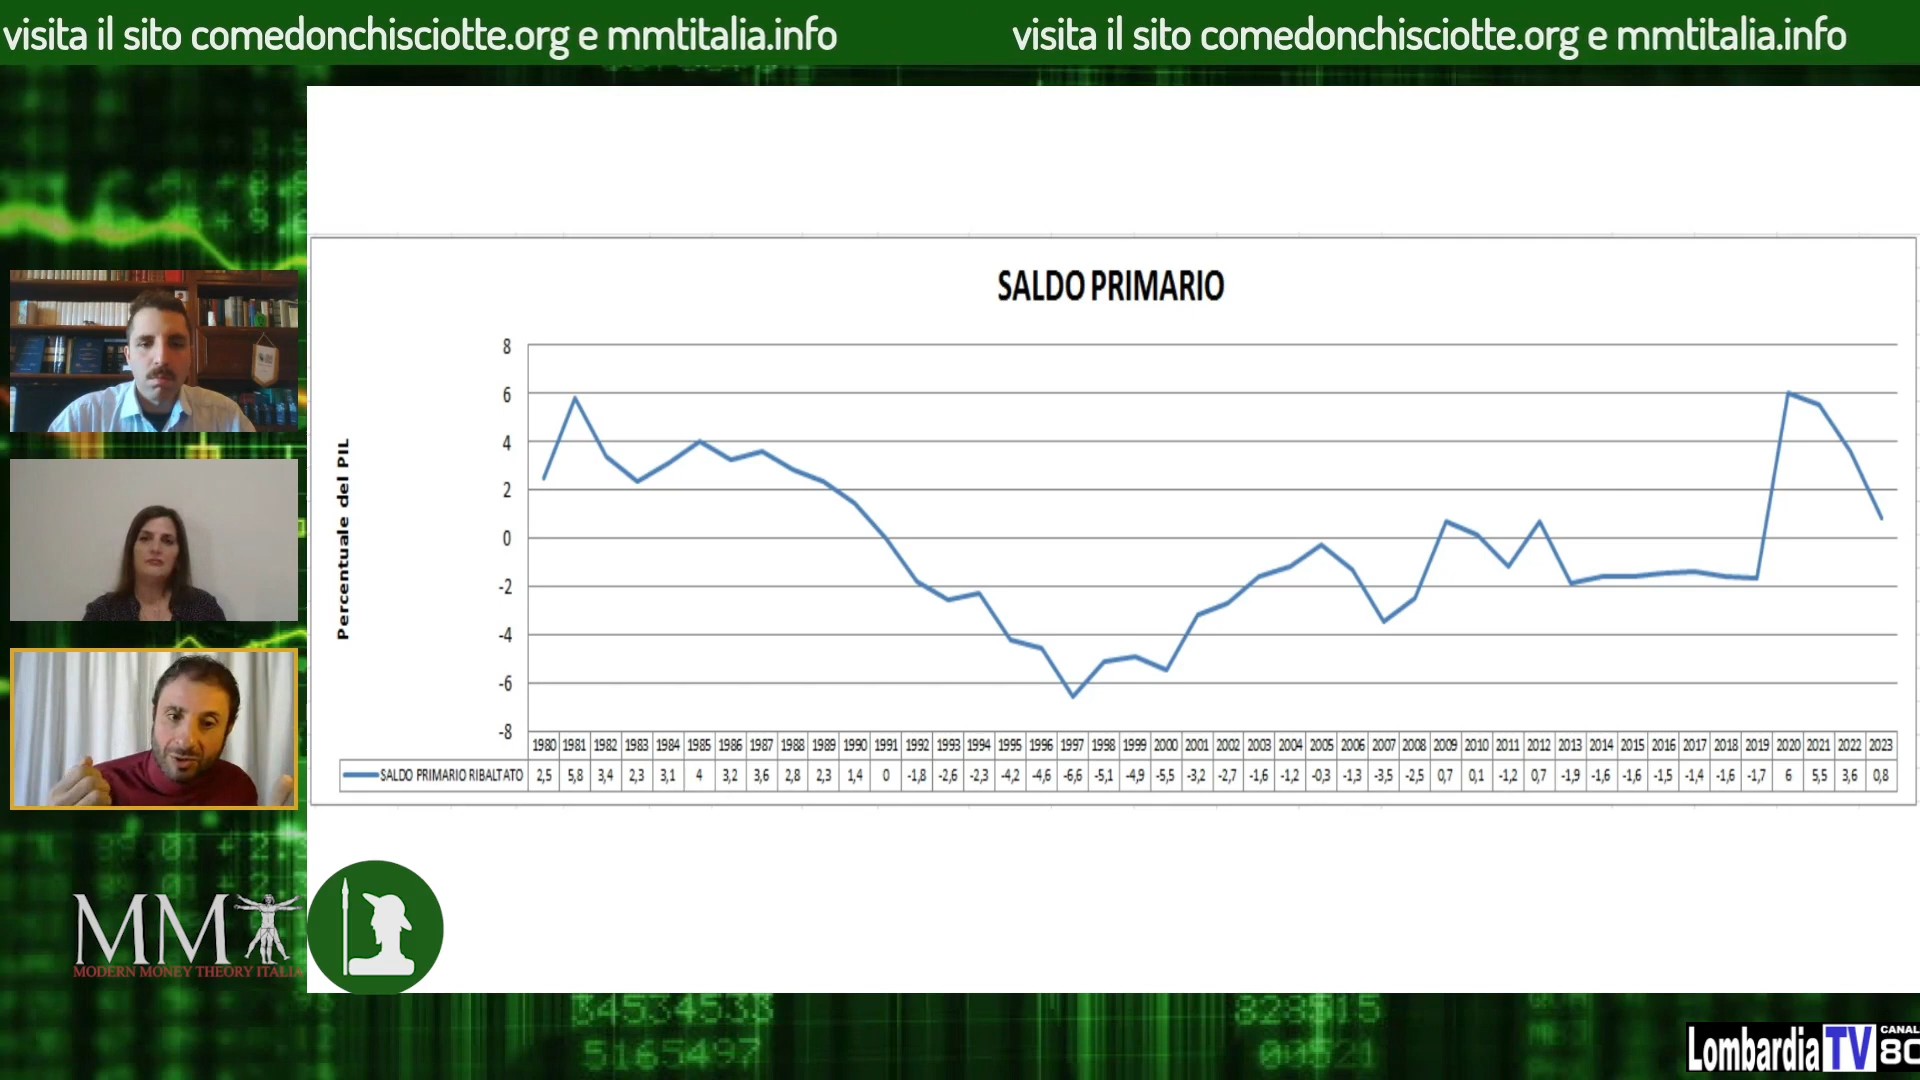 visita il sito comedonchisciotte.org e mmtitalia.info
visita il sito comedonchisciotte.org e mmtitalia.info
SALDO PRIMARIO
Percentuale del PIL
8
6
4
2
0
-2
-4
-6
-8
1980 1981 1982 1983 1984 1985 1986 1987 1988 1989 1990 1991 1992 1993 1994 1995 1996 1997 1998 1999 2000 2001 2002 2003 2004 2005 2006 2007 2008 2009 2010 2011 2012 2013 2014 2015 2016 2017 2018 2019 2020 2021 2022 2023
SALDO PRIMARIO RIBALTATO 2,5 5,8 3,4 2,3 3,1 4 3,2 3,6 2,8 2,3 1,4 0 -1,8 -2,6 -2,3 -4,2 -4,6 -6,6 -5,1 -4,9 -5,5 -3,2 -2,7 -1,6 -1,2 -0,3 -1,3 -3,5 -2,5 0,7 0,1 -1,2 0,7 -1,9 -1,6 -1,6 -1,5 -1,4 -1,6 -1,7 6 5,5 3,6 0,8
MMT
MODERN MONEY THEORY ITALIA
34534533
5165497
828515
LombardiaTV CANAL
80